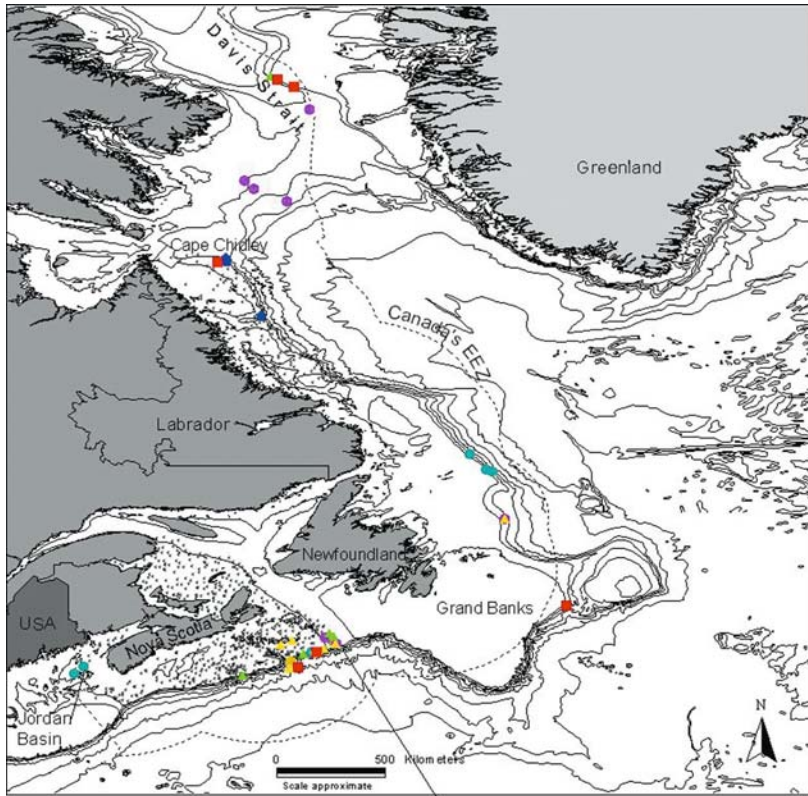 Davis Strait
Greenland
Cape Chidley
Canada's EEZ
Labrador
Newfoundland
Grand Banks
USA
Nova Scotia
Jordan
Basin
N
0 500 Kilometers
Scale approximate